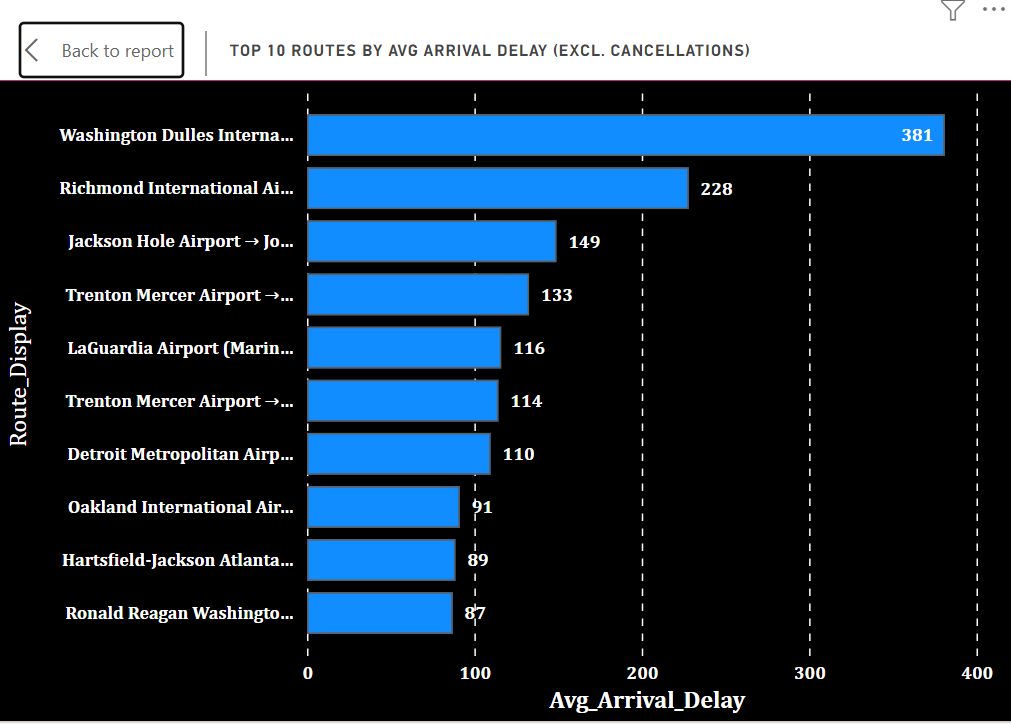 Back to report
TOP 10 ROUTES BY AVG ARRIVAL DELAY (EXCL. CANCELLATIONS)
Route_Display
Washington Dulles Interna... 381
Richmond International Ai... 228
Jackson Hole Airport → Jo... 149
Trenton Mercer Airport →... 133
LaGuardia Airport (Marin... 116
Trenton Mercer Airport →... 114
Detroit Metropolitan Airp... 110
Oakland International Air... 91
Hartsfield-Jackson Atlanta... 89
Ronald Reagan Washingto... 87
0 100 200 300 400
Avg_Arrival_Delay